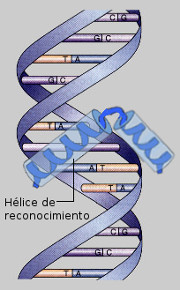 C G
G C
T A
G C
T A
A T
T A
Hélice de
reconocimiento
C G
G C
T A